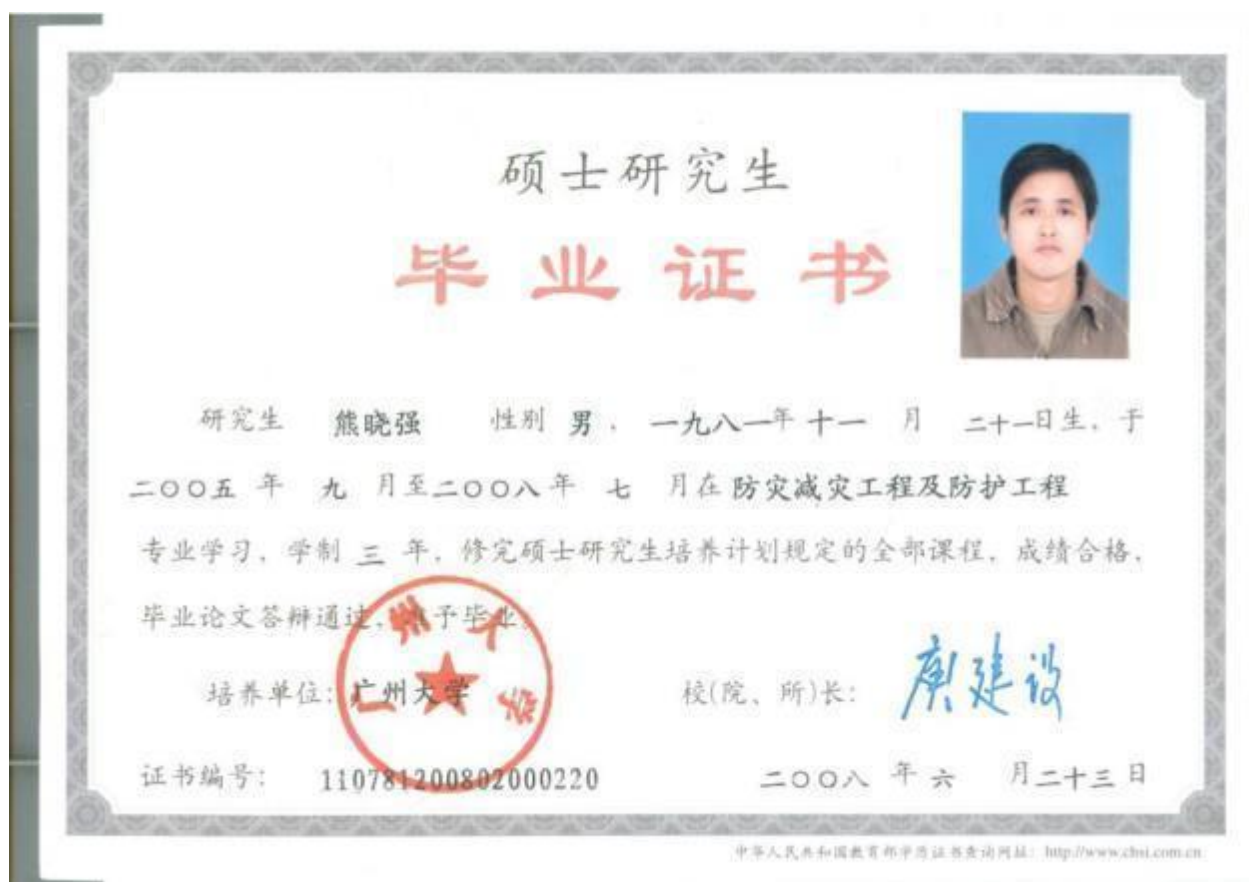 硕士研究生
毕业证书
研究生 熊晓强 性别 男, 一九八一年 十一 月 二十一日生, 于
二〇〇五 年 九 月至二〇〇八年 七 月在 防灾减灾工程及防护工程
专业学习, 学制 三 年, 修完硕士研究生培养计划规定的全部课程, 成绩合格,
毕业论文答辩通过, 准予毕业。
培养单位: 广州大学 校(院、所)长: 庾建设
广州大学
证书编号: 110781200802000220 二〇〇八 年 六 月二十三日
中华人民共和国教育部学历证书查询网址: http://www.chsi.com.cn